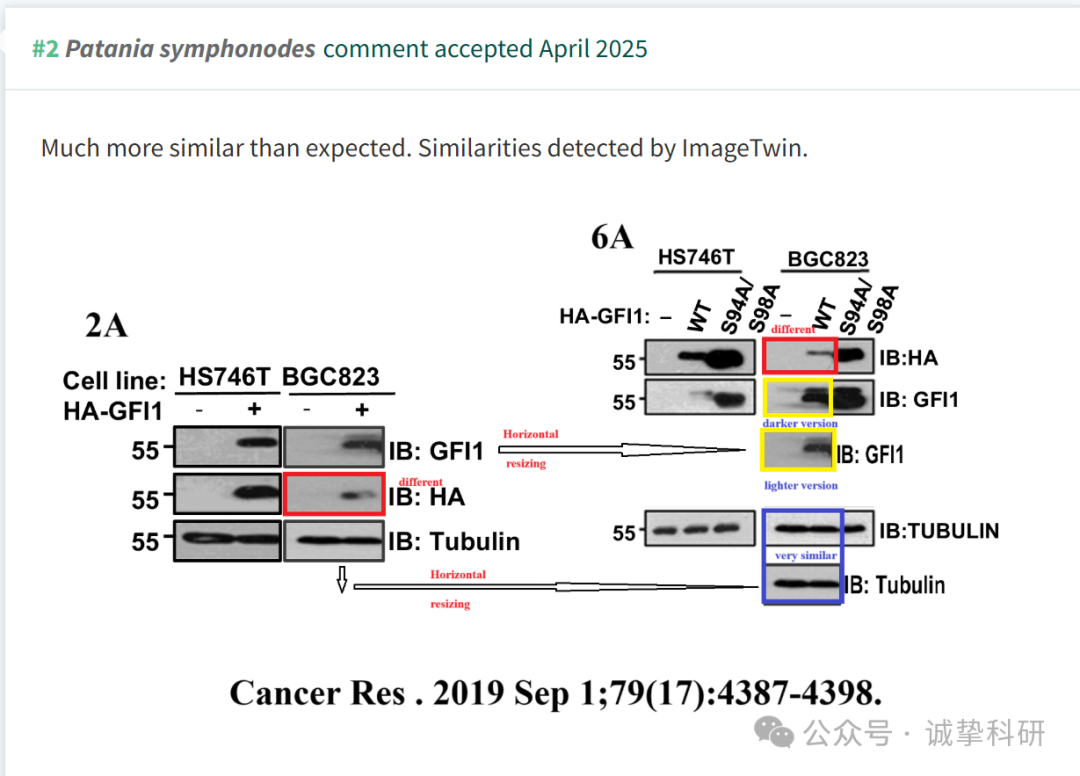 #2 Patania symphonodes comment accepted April 2025
Much more similar than expected. Similarities detected by ImageTwin.
6A
HS746T BGC823
HA-GFI1: – WT S94A/S98A – WT S94A/S98A
different
55 IB:HA
55 IB: GFI1
darker version
IB: GFI1
lighter version
55 IB:TUBULIN
very similar
IB: Tubulin
2A
Cell line: HS746T BGC823
HA-GFI1 - + - +
55 IB: GFI1
Horizontal
resizing
different
55 IB: HA
55 IB: Tubulin
Horizontal
resizing
Cancer Res . 2019 Sep 1;79(17):4387-4398.
公众号 · 诚挚科研